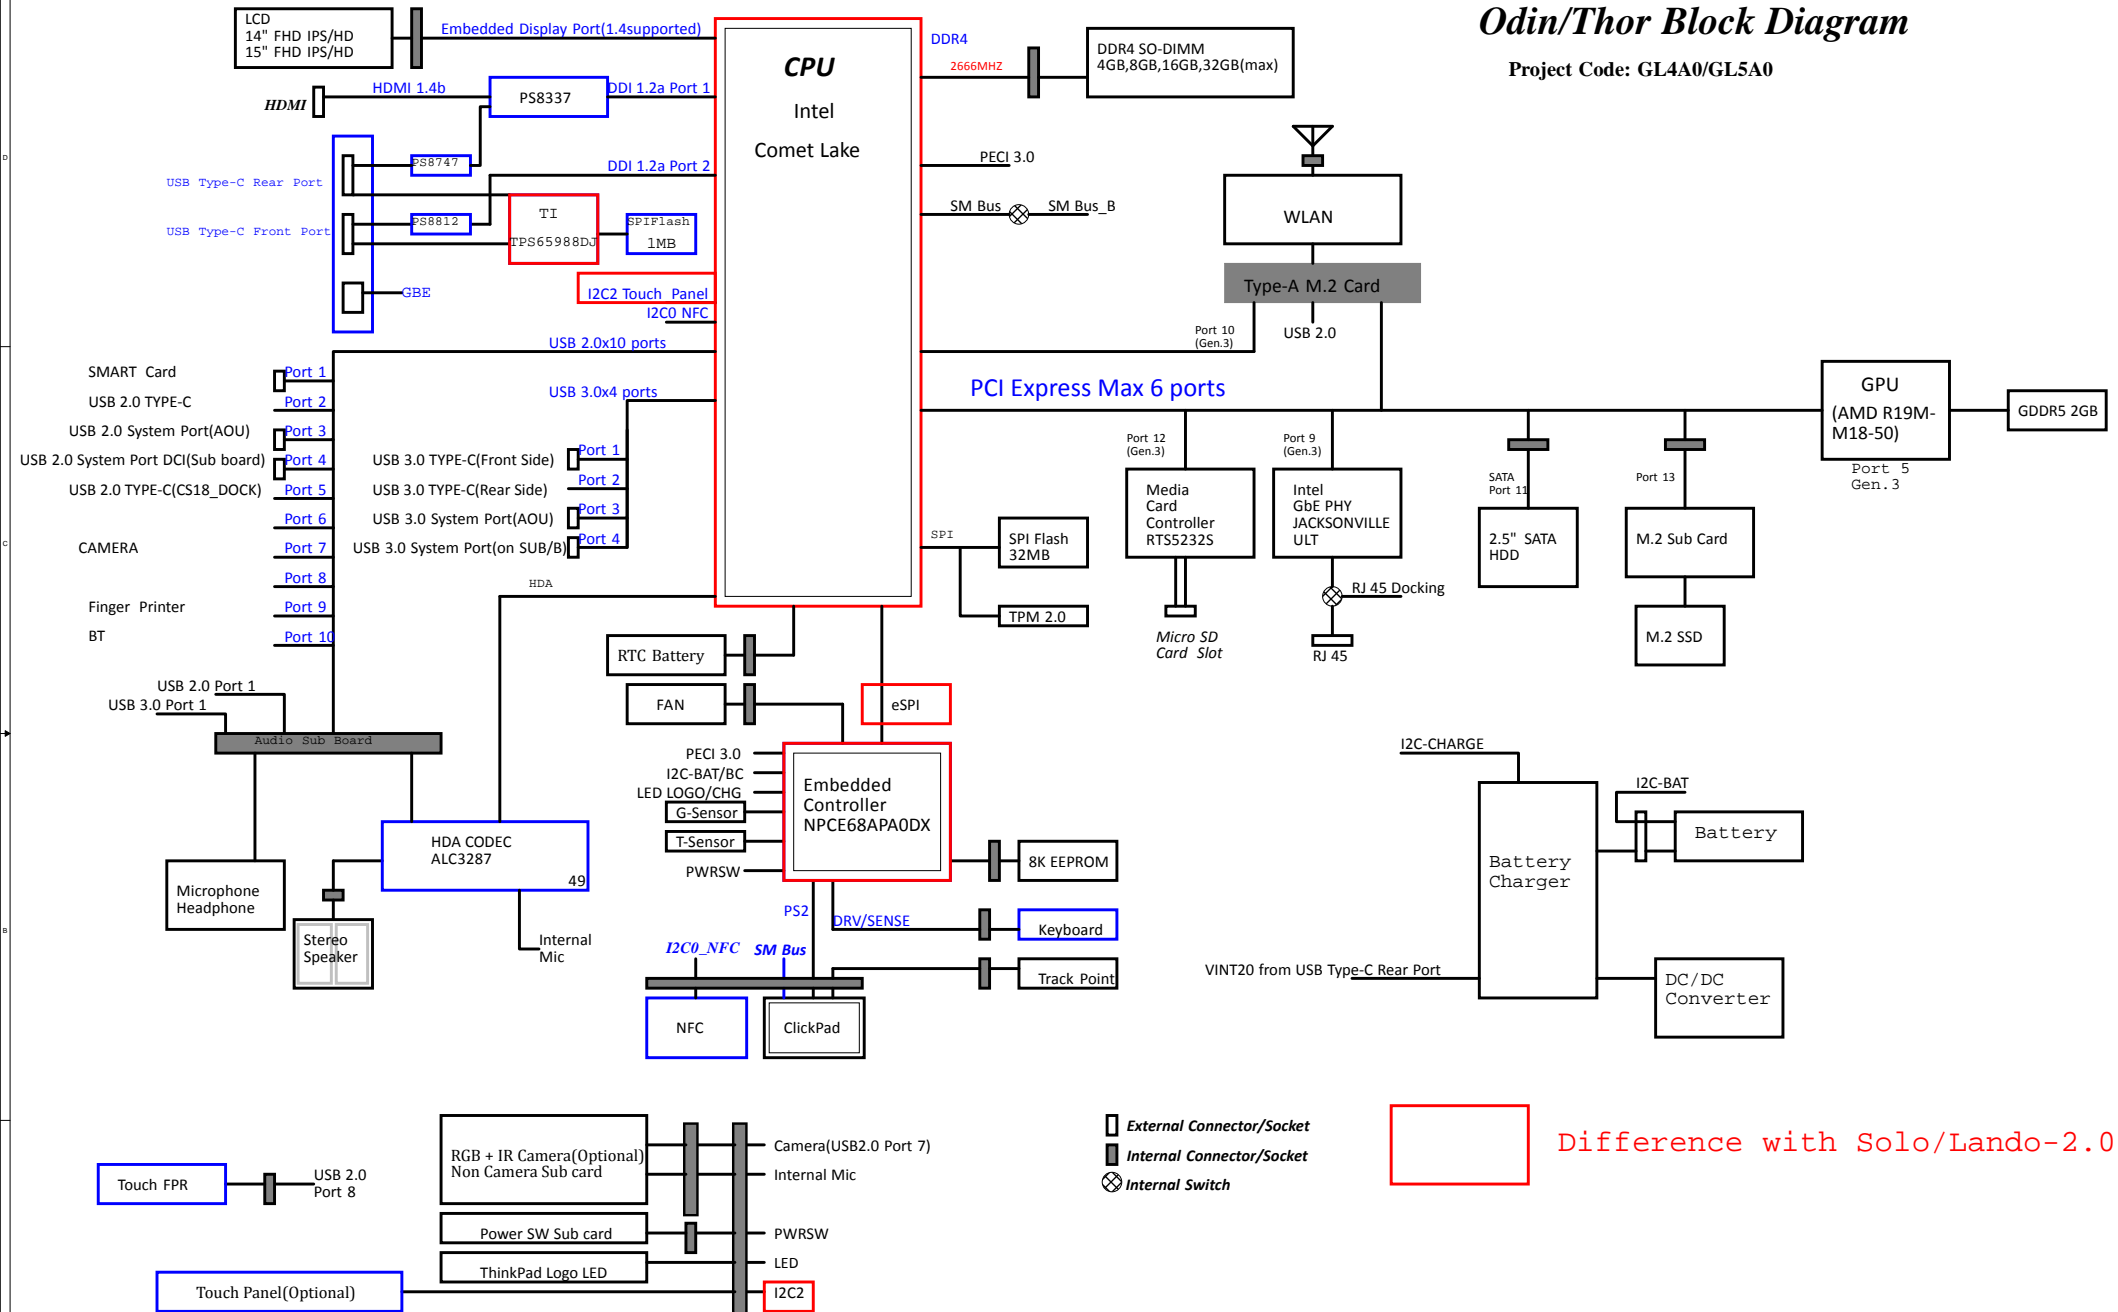 Odin/Thor Block Diagram
Project Code: GL4A0/GL5A0
LCD
14" FHD IPS/HD
15" FHD IPS/HD
Embedded Display Port(1.4supported)
HDMI
HDMI 1.4b
PS8337
DDI 1.2a Port 1
USB Type-C Rear Port
PS8747
DDI 1.2a Port 2
USB Type-C Front Port
PS8812
TI
TPS65988DJ
SPIFlash
1MB
GBE
I2C2 Touch Panel
I2C0 NFC
USB 2.0x10 ports
USB 3.0x4 ports
CPU
Intel
Comet Lake
DDR4
2666MHZ
DDR4 SO-DIMM
4GB,8GB,16GB,32GB(max)
PECI 3.0
SM Bus
SM Bus_B
WLAN
Type-A M.2 Card
Port 10
(Gen.3)
USB 2.0
PCI Express Max 6 ports
GPU
(AMD R19M-
M18-50)
GDDR5 2GB
Port 5
Gen.3
SMART Card
Port 1
USB 2.0 TYPE-C
Port 2
USB 2.0 System Port(AOU)
Port 3
USB 2.0 System Port DCI(Sub board)
Port 4
USB 2.0 TYPE-C(CS18_DOCK)
Port 5
Port 6
CAMERA
Port 7
Port 8
Finger Printer
Port 9
BT
Port 10
USB 3.0 TYPE-C(Front Side)
Port 1
USB 3.0 TYPE-C(Rear Side)
Port 2
USB 3.0 System Port(AOU)
Port 3
USB 3.0 System Port(on SUB/B)
Port 4
HDA
SPI
SPI Flash
32MB
TPM 2.0
Port 12
(Gen.3)
Media
Card
Controller
RTS5232S
Micro SD
Card Slot
Port 9
(Gen.3)
Intel
GbE PHY
JACKSONVILLE
ULT
RJ 45 Docking
RJ 45
SATA
Port 11
2.5" SATA
HDD
Port 13
M.2 Sub Card
M.2 SSD
RTC Battery
FAN
eSPI
USB 2.0 Port 1
USB 3.0 Port 1
Audio Sub Board
PECI 3.0
I2C-BAT/BC
LED LOGO/CHG
G-Sensor
T-Sensor
PWRSW
Embedded
Controller
NPCE68APA0DX
8K EEPROM
HDA CODEC
ALC3287
49
Microphone
Headphone
Stereo
Speaker
Internal
Mic
PS2
DRV/SENSE
Keyboard
I2C0_NFC
SM Bus
Track Point
NFC
ClickPad
I2C-CHARGE
I2C-BAT
Battery
Battery
Charger
VINT20 from USB Type-C Rear Port
DC/DC
Converter
Touch FPR
USB 2.0
Port 8
RGB + IR Camera(Optional)
Non Camera Sub card
Camera(USB2.0 Port 7)
Internal Mic
Power SW Sub card
PWRSW
ThinkPad Logo LED
LED
Touch Panel(Optional)
I2C2
External Connector/Socket
Internal Connector/Socket
Internal Switch
Difference with Solo/Lando-2.0
D
C
B